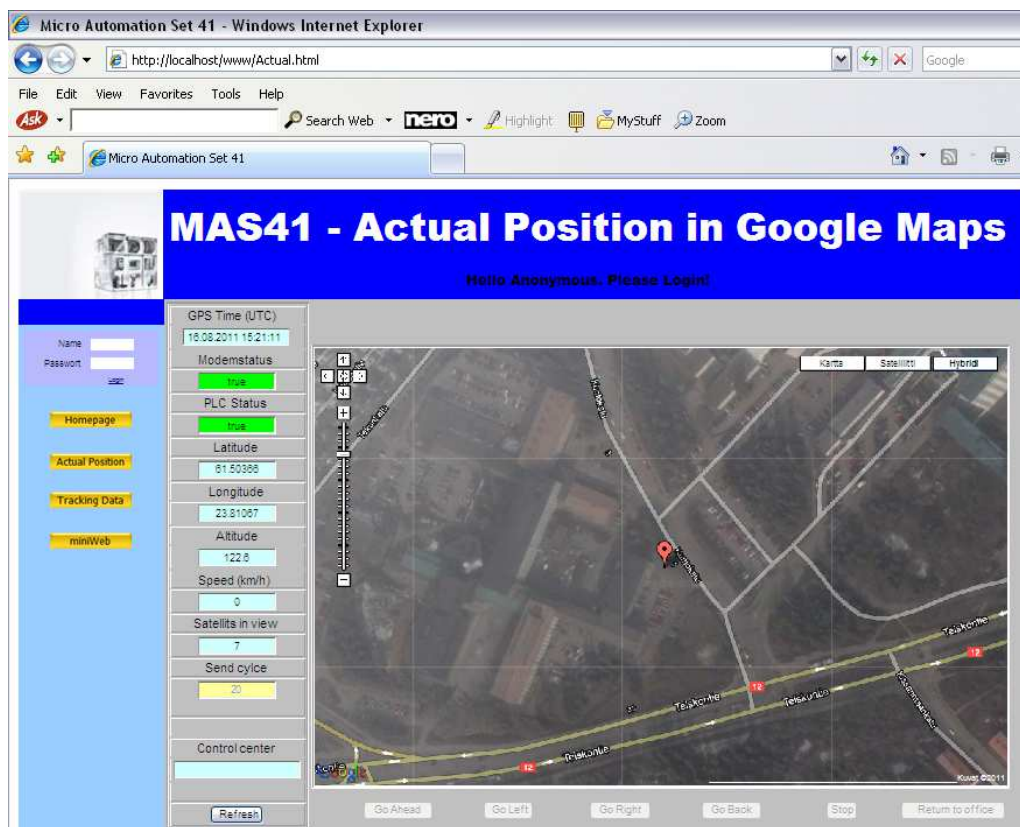 Micro Automation Set 41 - Windows Internet Explorer
http://localhost/www/Actual.html
Google
File Edit View Favorites Tools Help
Ask
Search Web
nero
Highlight
MyStuff
Zoom
Micro Automation Set 41
MAS41 - Actual Position in Google Maps
Hello Anonymous. Please Login!
Name
Passwort
Login
Homepage
Actual Position
Tracking Data
miniWeb
GPS Time (UTC)
16.08.2011 15:21:11
Modemstatus
true
PLC Status
true
Latitude
61.50366
Longitude
23.81067
Altitude
122.6
Speed (km/h)
0
Satellits in view
7
Send cylce
20
Control center
Refresh
Kartta
Satelliitti
Hybridi
Teiskontie
12
12
Teiskontie
Teiskontie
12
Google
Kuvat ©2011
Go Ahead
Go Left
Go Right
Go Back
Stop
Return to office